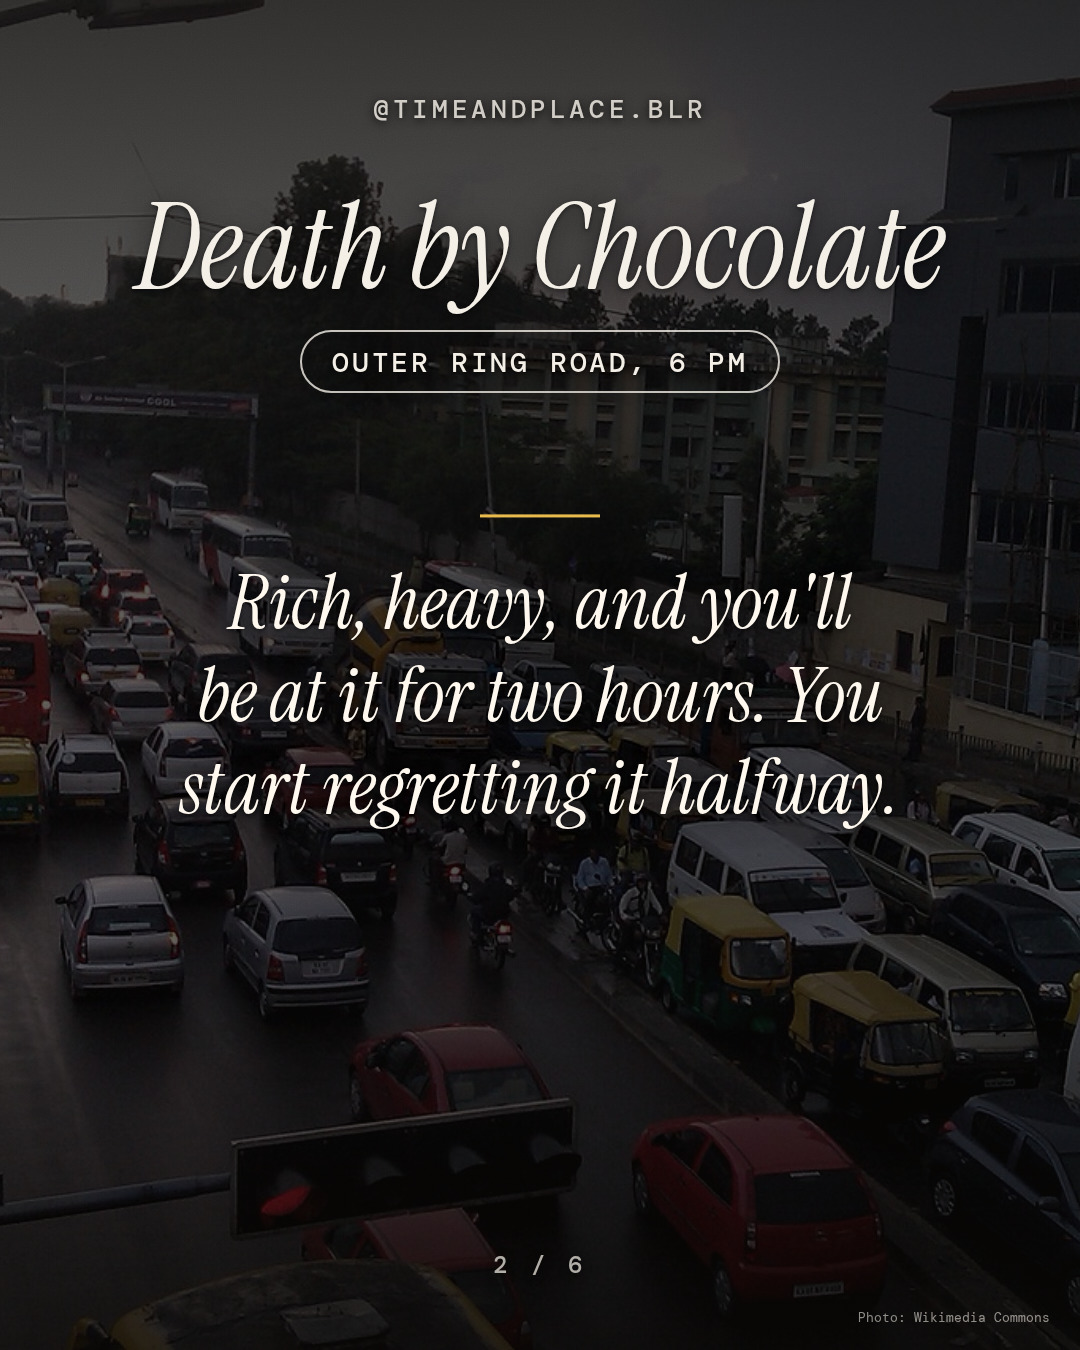 @TIMEANDPLACE.BLR
Death by Chocolate
OUTER RING ROAD, 6 PM
COOL
Rich, heavy, and you'll
be at it for two hours. You
start regretting it halfway.
2 / 6
Photo: Wikimedia Commons